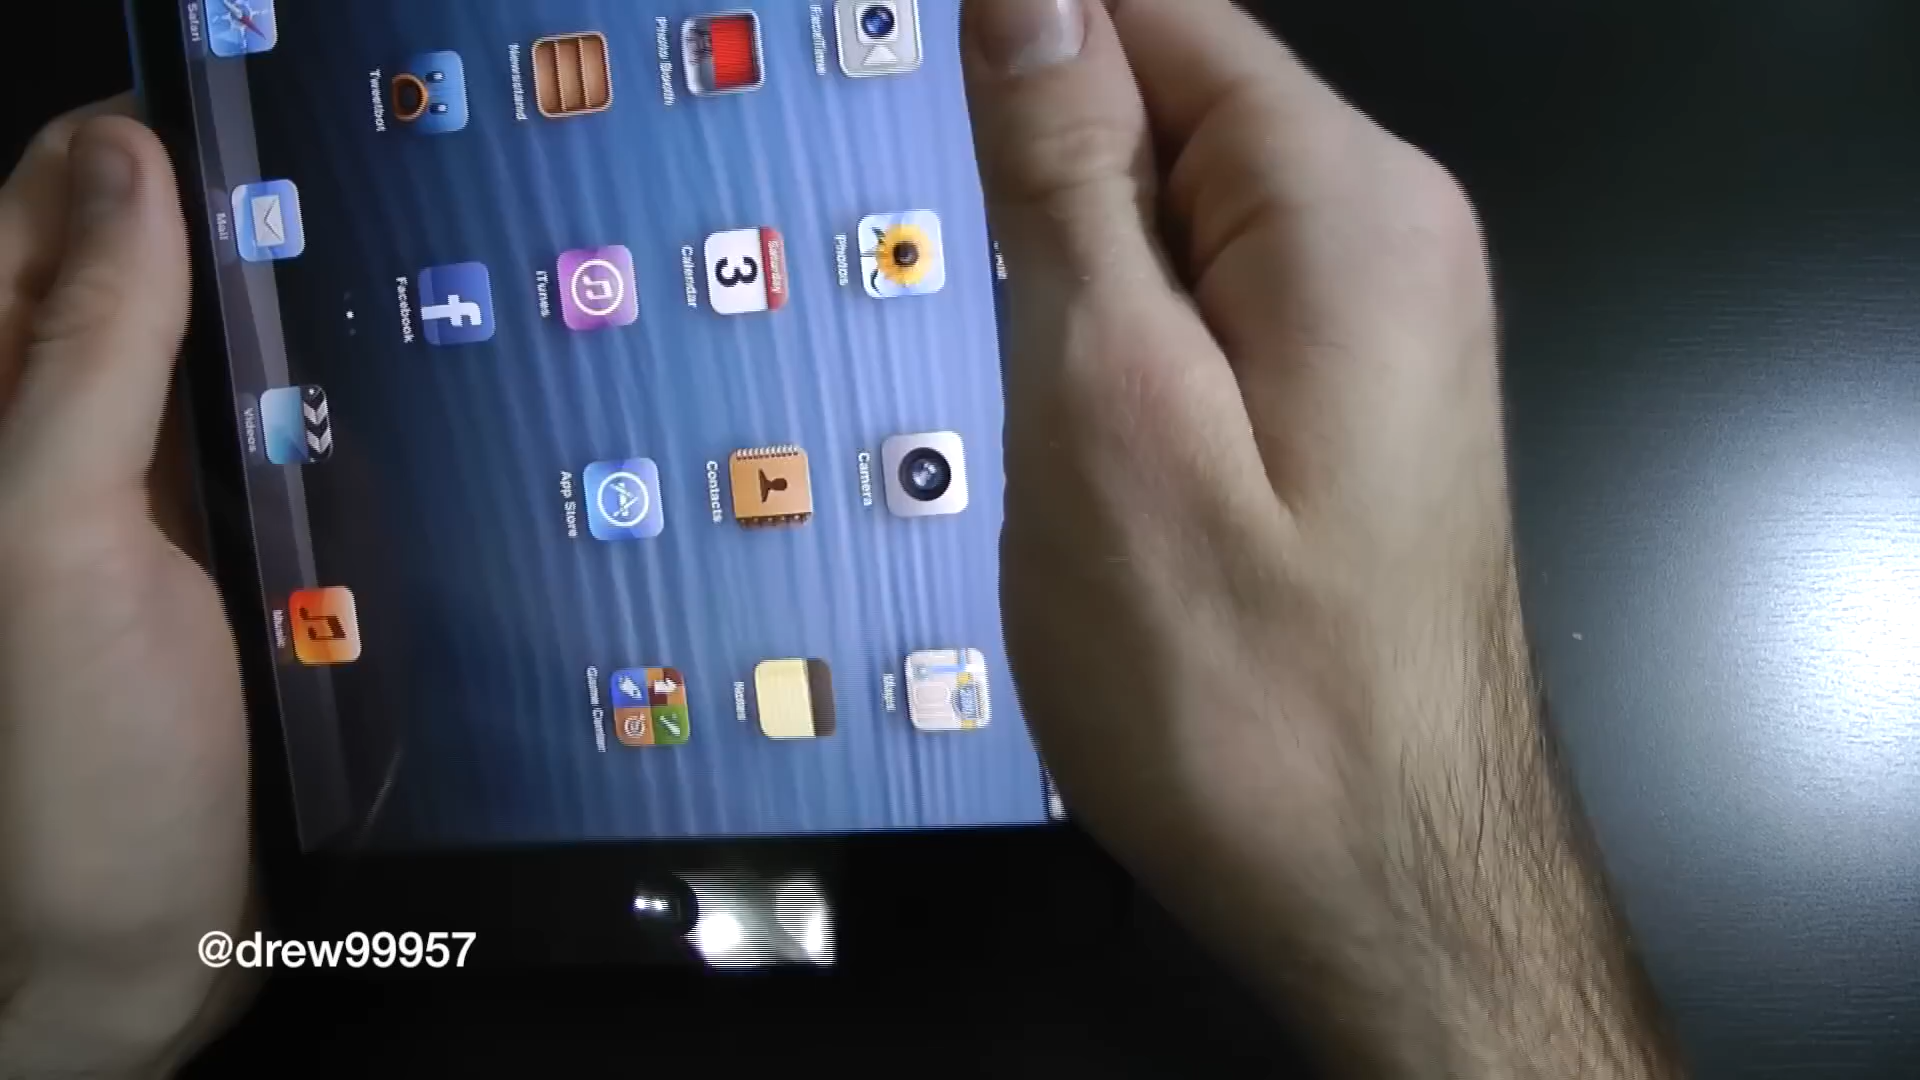 FaceTime
Photos
Camera
Maps
Photo Booth
Calendar
Saturday
3
Contacts
Notes
Newsstand
iTunes
App Store
Game Center
Tweetbot
Facebook
Safari
Mail
Videos
Music
@drew99957